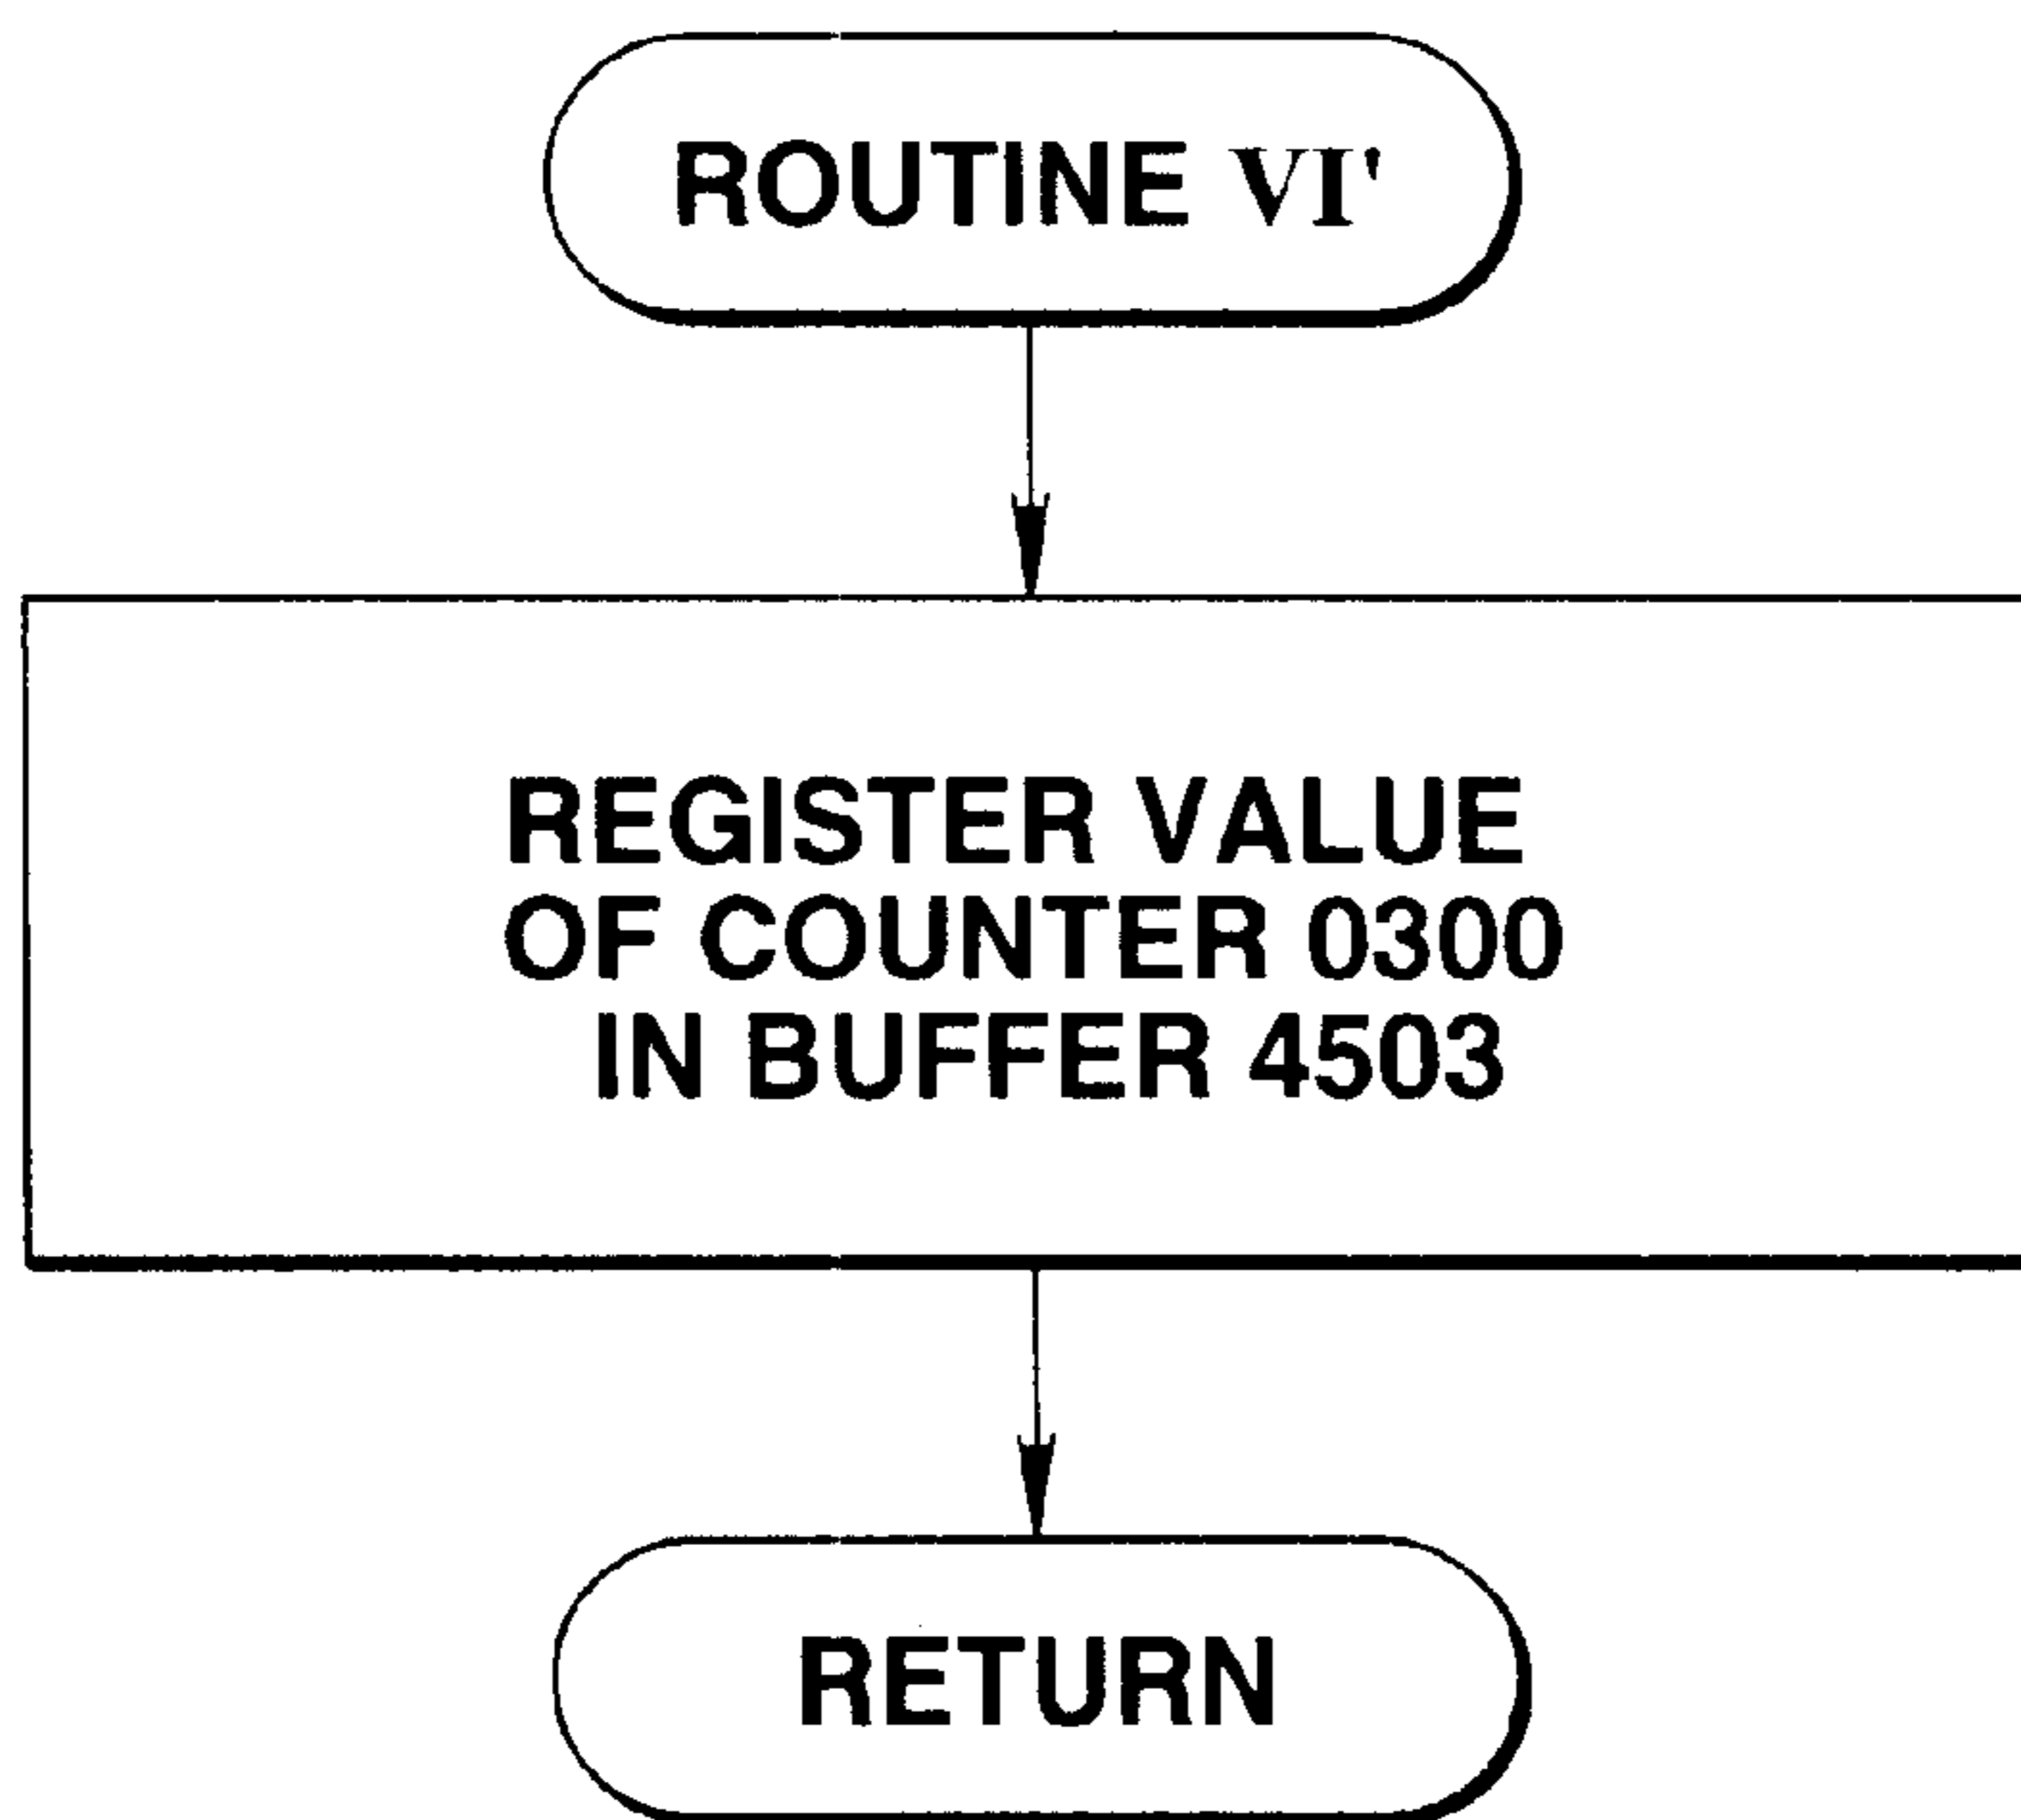 ROUTINE VI'
REGISTER VALUE
OF COUNTER 0300
IN BUFFER 4503
RETURN